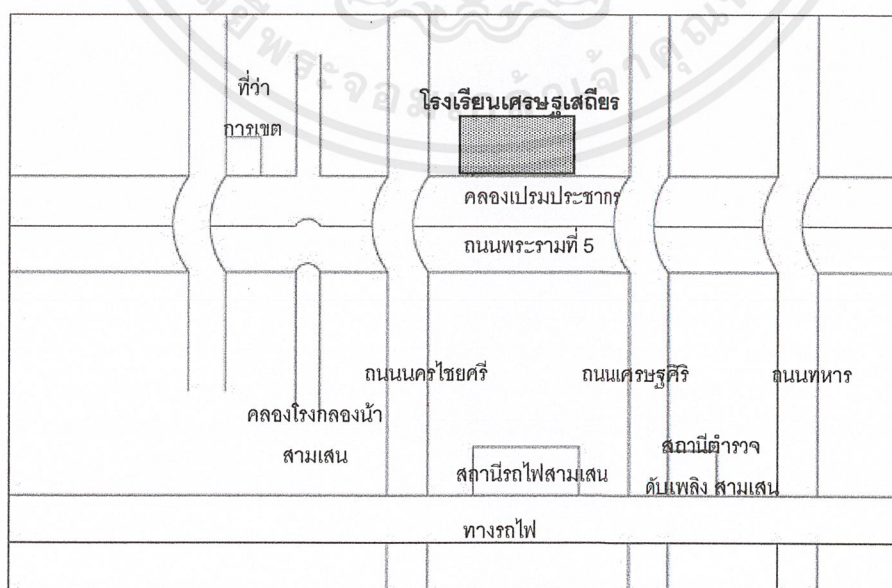 ที่ว่า
การเขต
โรงเรียนเศรษฐเสถียร
คลองเปรมประชากร
ถนนพระรามที่ 5
ถนนนครไชยศรี
ถนนเศรษฐศิริ
ถนนทหาร
คลองโรงกลองน้ำ
สามเสน
สถานีรถไฟสามเสน
สถานีตำรวจ
ดับเพลิง สามเสน
ทางรถไฟ